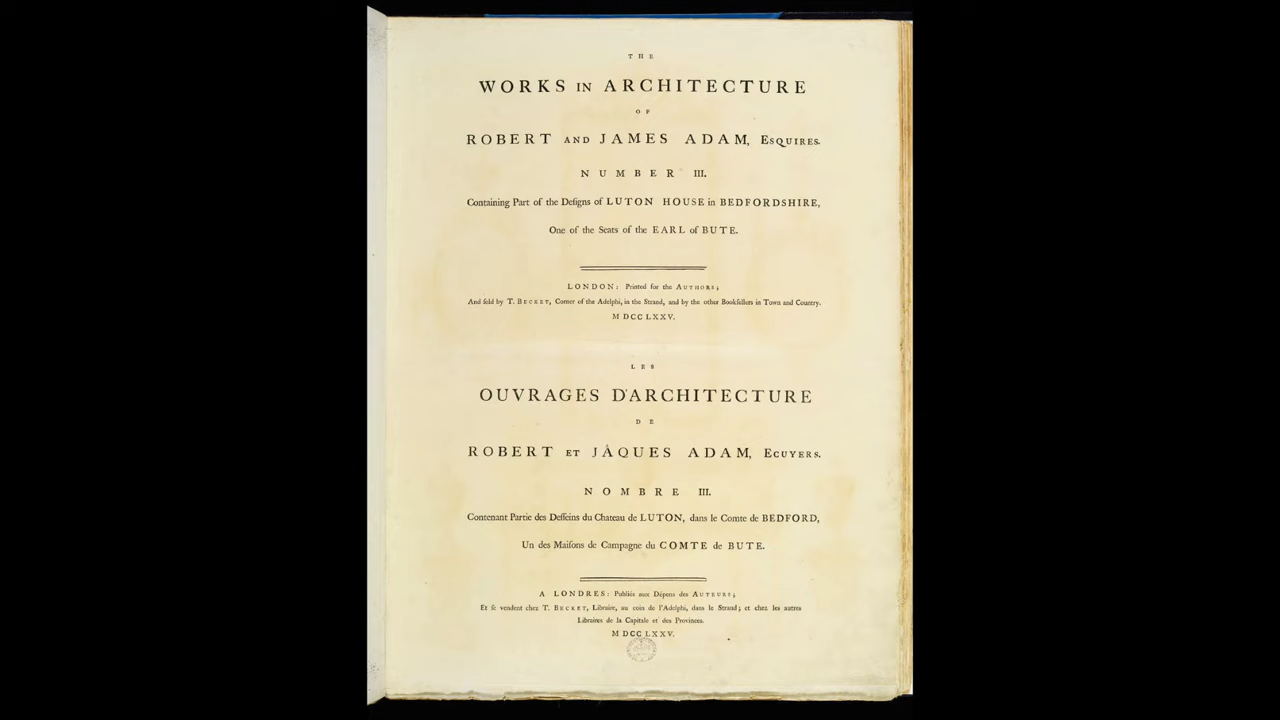 THE
WORKS IN ARCHITECTURE
OF
ROBERT AND JAMES ADAM, ESQUIRES.
NUMBER III.
Containing Part of the Deſigns of LUTON HOUSE in BEDFORDSHIRE,
One of the Seats of the EARL of BUTE.
LONDON: Printed for the AUTHORS;
And ſold by T. BECKET, Corner of the Adelphi, in the Strand, and by the other Bookſellers in Town and Country.
M DCC LXXV.
LES
OUVRAGES D'ARCHITECTURE
DE
ROBERT ET JÂQUES ADAM, ECUYERS.
NOMBRE III.
Contenant Partie des Deſſeins du Chateau de LUTON, dans le Comte de BEDFORD,
Un des Maiſons de Campagne du COMTE de BUTE.
A LONDRES: Publiés aux Dépens des AUTEURS;
Et ſe vendent chez T. BECKET, Libraire, au coin de l'Adelphi, dans le Strand; et chez les autres
Libraires de la Capitale et des Provinces.
M DCC LXXV.